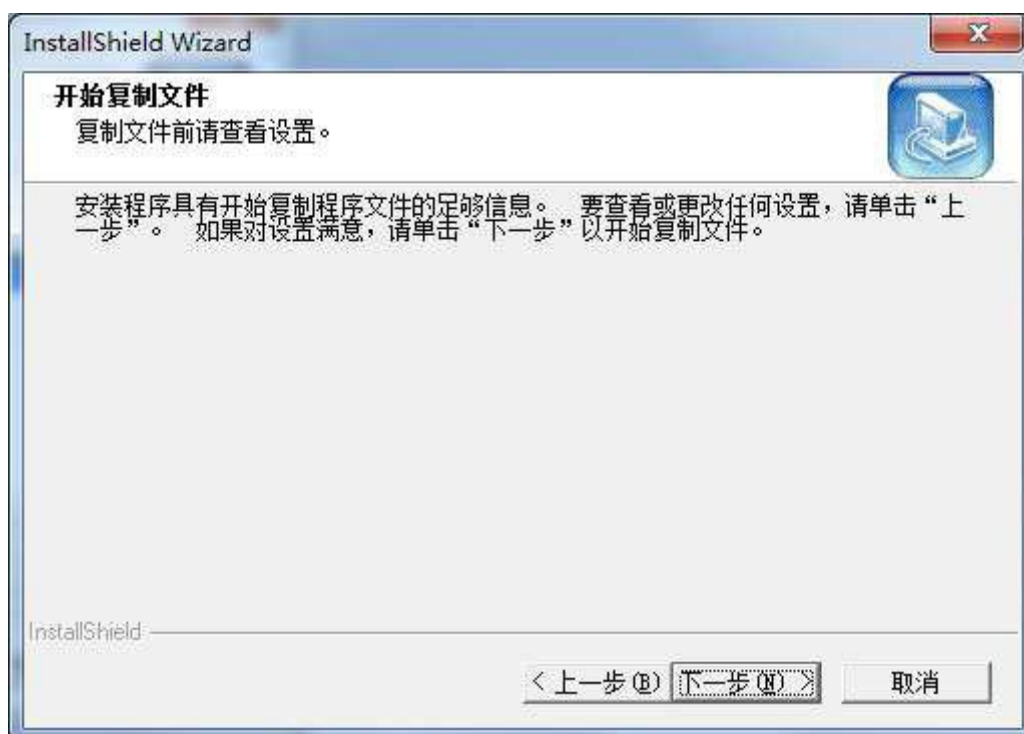 InstallShield Wizard
开始复制文件
复制文件前请查看设置。
安装程序具有开始复制程序文件的足够信息。 要查看或更改任何设置，请单击“上
一步”。 如果对设置满意，请单击“下一步”以开始复制文件。
InstallShield
< 上一步(B) 下一步(N) > 取消